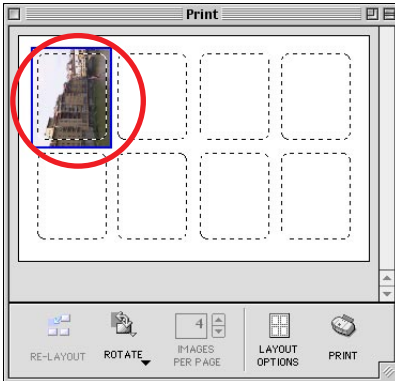 Print
RE-LAYOUT
ROTATE
4
IMAGES
PER PAGE
LAYOUT
OPTIONS
PRINT